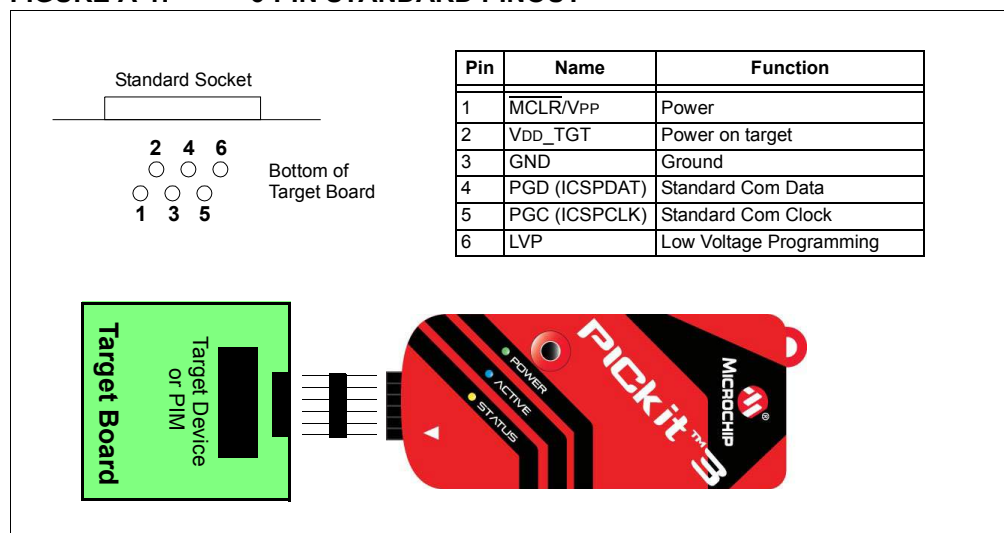 Standard Socket
2 4 6
1 3 5
Bottom of
Target Board
Pin Name Function
1 MCLR/VPP Power
2 VDD_TGT Power on target
3 GND Ground
4 PGD (ICSPDAT) Standard Com Data
5 PGC (ICSPCLK) Standard Com Clock
6 LVP Low Voltage Programming
Target Board
Target Device
or PIM
POWER
ACTIVE
STATUS
PICkit™ 3
MICROCHIP
®